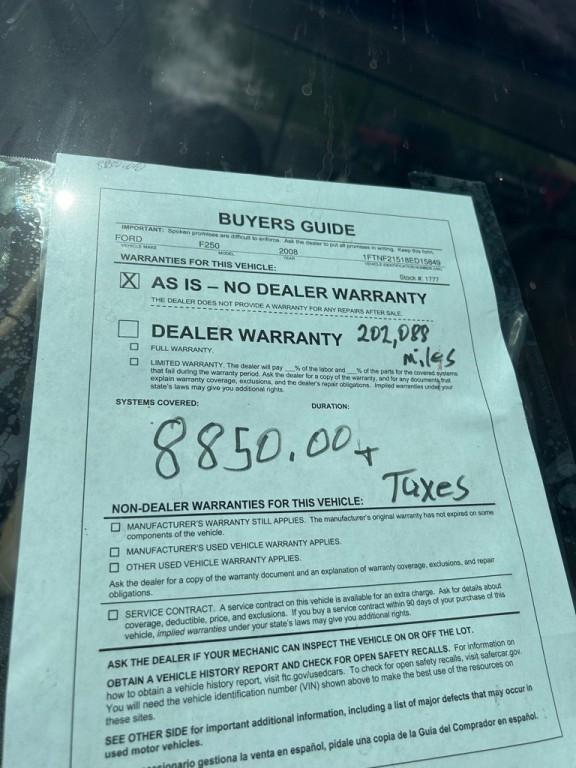 BUYERS GUIDE
IMPORTANT: Spoken promises are difficult to enforce. Ask the dealer to put all promises in writing. Keep this form.
FORD F250 2008 1FTNF21518ED15849
VEHICLE MAKE MODEL YEAR VEHICLE IDENTIFICATION NUMBER (VIN)
WARRANTIES FOR THIS VEHICLE: Stock #: 1777
X AS IS – NO DEALER WARRANTY
THE DEALER DOES NOT PROVIDE A WARRANTY FOR ANY REPAIRS AFTER SALE.
DEALER WARRANTY 202,088
miles
FULL WARRANTY.
LIMITED WARRANTY. The dealer will pay ___% of the labor and ___% of the parts for the covered systems
that fail during the warranty period. Ask the dealer for a copy of the warranty, and for any documents that
explain warranty coverage, exclusions, and the dealer's repair obligations. Implied warranties under your
state's laws may give you additional rights.
SYSTEMS COVERED: DURATION:
8850.00 +
Taxes
NON-DEALER WARRANTIES FOR THIS VEHICLE:
MANUFACTURER'S WARRANTY STILL APPLIES. The manufacturer's original warranty has not expired on some
components of the vehicle.
MANUFACTURER'S USED VEHICLE WARRANTY APPLIES.
OTHER USED VEHICLE WARRANTY APPLIES.
Ask the dealer for a copy of the warranty document and an explanation of warranty coverage, exclusions, and repair
obligations.
SERVICE CONTRACT. A service contract on this vehicle is available for an extra charge. Ask for details about
coverage, deductible, price, and exclusions. If you buy a service contract within 90 days of your purchase of this
vehicle, implied warranties under your state's laws may give you additional rights.
ASK THE DEALER IF YOUR MECHANIC CAN INSPECT THE VEHICLE ON OR OFF THE LOT.
OBTAIN A VEHICLE HISTORY REPORT AND CHECK FOR OPEN SAFETY RECALLS. For information on
how to obtain a vehicle history report, visit ftc.gov/usedcars. To check for open safety recalls, visit safercar.gov.
You will need the vehicle identification number (VIN) shown above to make the best use of the resources on
these sites.
SEE OTHER SIDE for important additional information, including a list of major defects that may occur in
used motor vehicles.
gestiona la venta en español, pídale una copia de la Guía del Comprador en español.